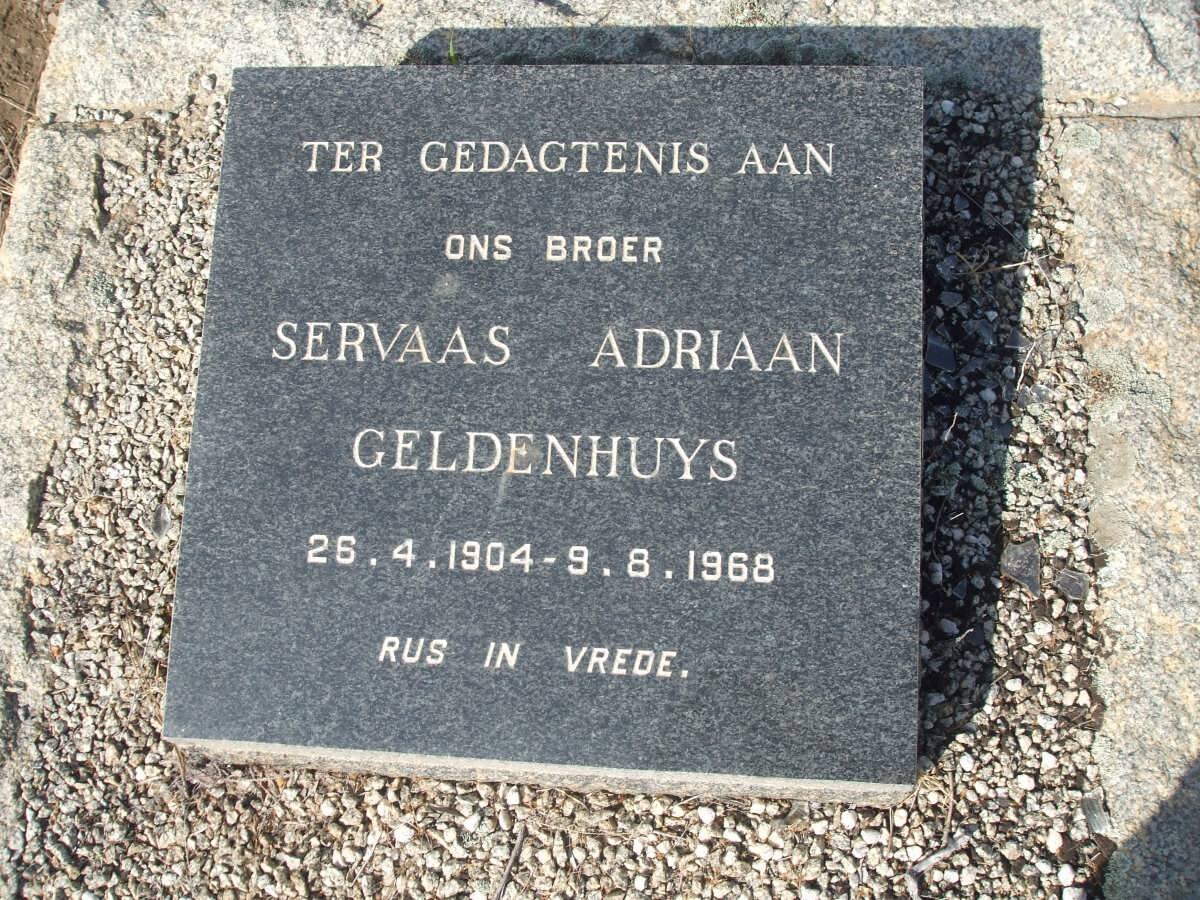 TER GEDAGTENIS AAN
ONS BROER
SERVAAS ADRIAAN
GELDENHUYS
26.4.1904-9.8.1968
RUS IN VREDE.